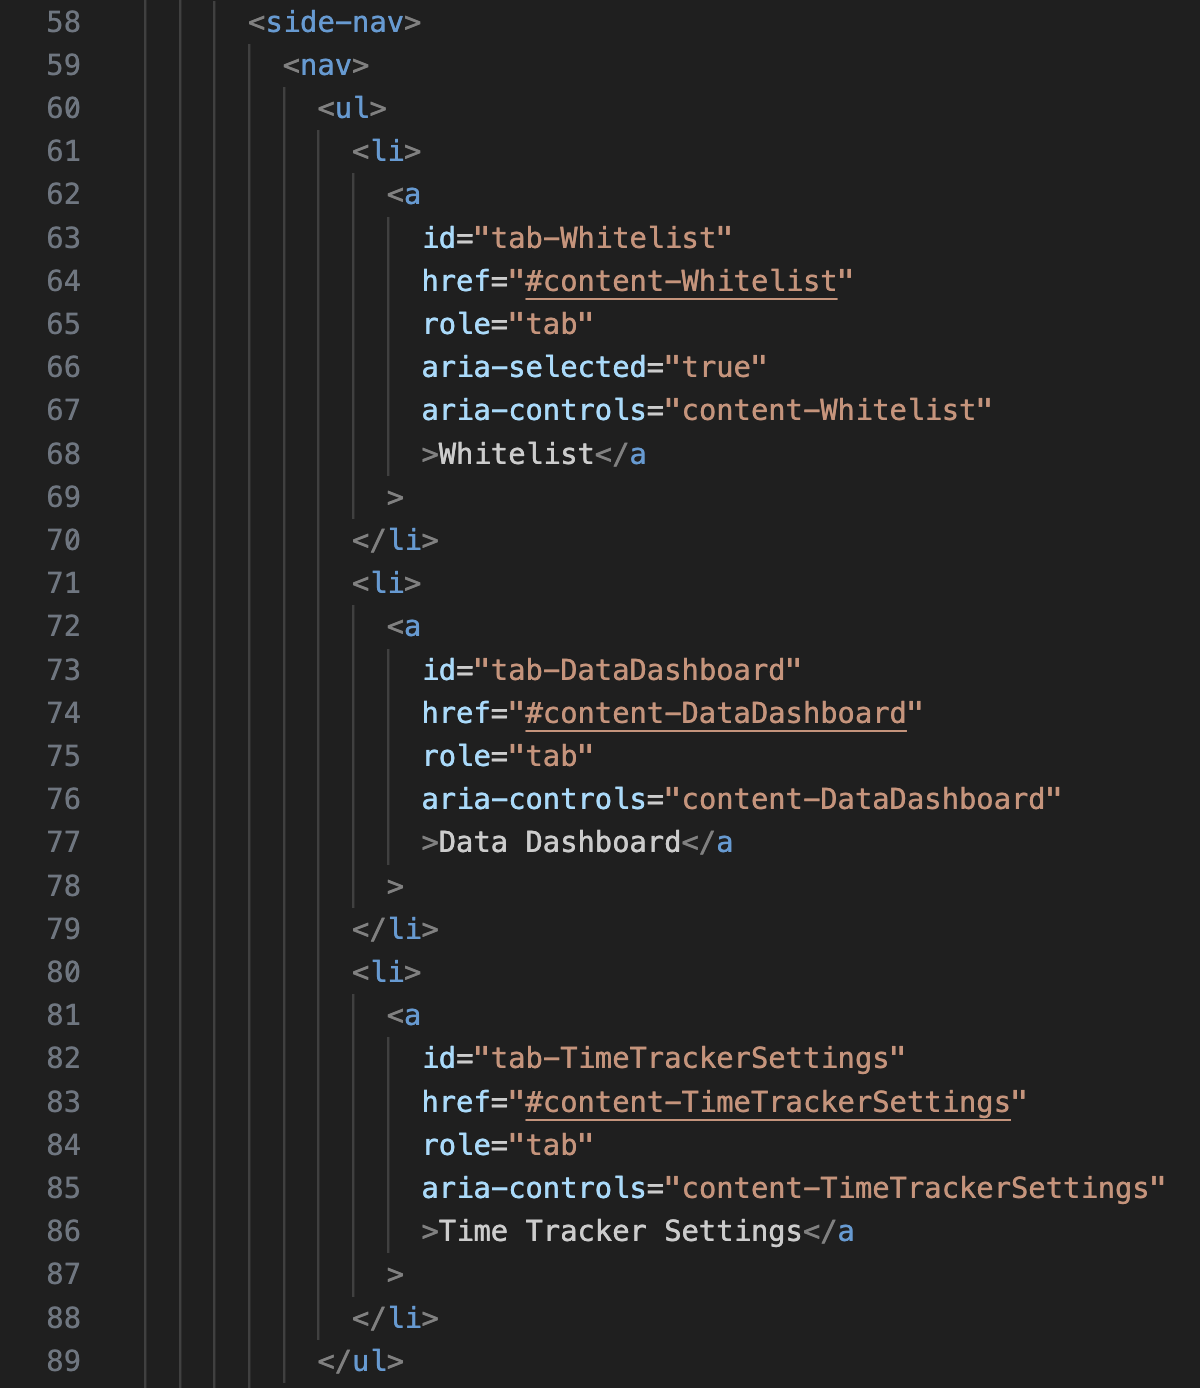 58 <side-nav>
59 <nav>
60 <ul>
61 <li>
62 <a
63 id="tab-Whitelist"
64 href="#content-Whitelist"
65 role="tab"
66 aria-selected="true"
67 aria-controls="content-Whitelist"
68 >Whitelist</a
69 >
70 </li>
71 <li>
72 <a
73 id="tab-DataDashboard"
74 href="#content-DataDashboard"
75 role="tab"
76 aria-controls="content-DataDashboard"
77 >Data Dashboard</a
78 >
79 </li>
80 <li>
81 <a
82 id="tab-TimeTrackerSettings"
83 href="#content-TimeTrackerSettings"
84 role="tab"
85 aria-controls="content-TimeTrackerSettings"
86 >Time Tracker Settings</a
87 >
88 </li>
89 </ul>